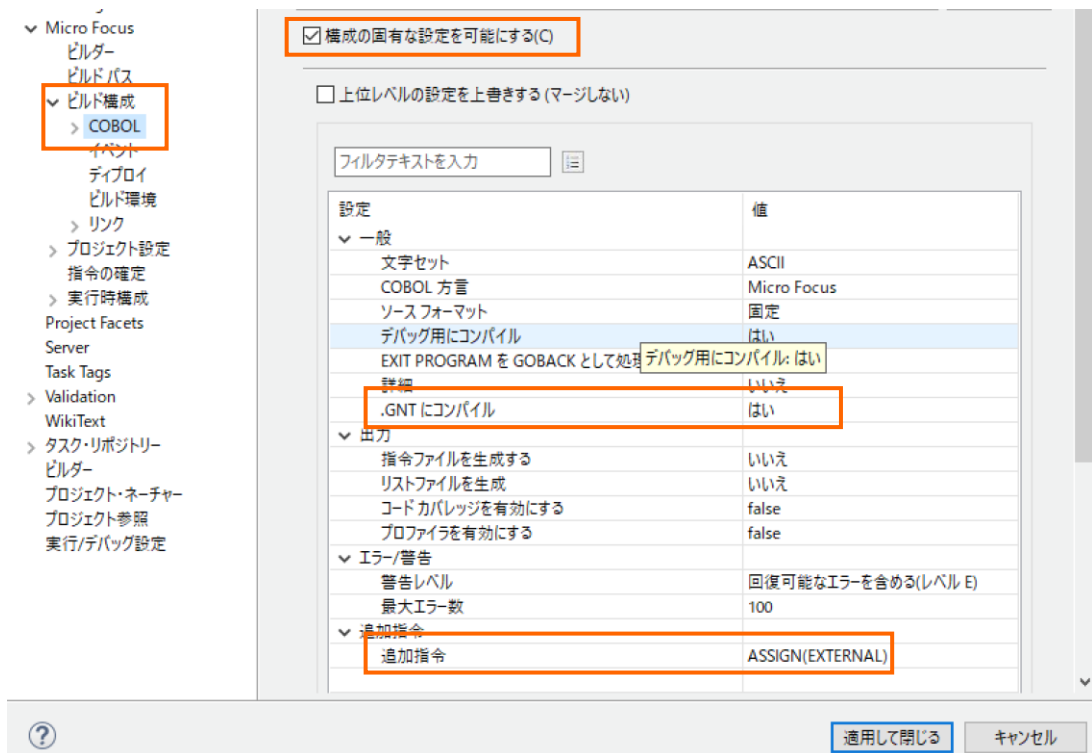 Micro Focus
ビルダー
ビルド パス
ビルド構成
COBOL
イベント
ディプロイ
ビルド環境
リンク
プロジェクト設定
指令の確定
実行時構成
Project Facets
Server
Task Tags
Validation
WikiText
タスク・リポジトリー
ビルダー
プロジェクト・ネーチャー
プロジェクト参照
実行/デバッグ設定
構成の固有な設定を可能にする(C)
上位レベルの設定を上書きする (マージしない)
フィルタテキストを入力
設定 値
一般
文字セット ASCII
COBOL 方言 Micro Focus
ソース フォーマット 固定
デバッグ用にコンパイル はい
EXIT PROGRAM を GOBACK として処理
デバッグ用にコンパイル: はい
詳細 いいえ
.GNT にコンパイル はい
出力
指令ファイルを生成する いいえ
リストファイルを生成 いいえ
コード カバレッジを有効にする false
プロファイラを有効にする false
エラー/警告
警告レベル 回復可能なエラーを含める(レベル E)
最大エラー数 100
追加指令
追加指令 ASSIGN(EXTERNAL)
?
適用して閉じる キャンセル